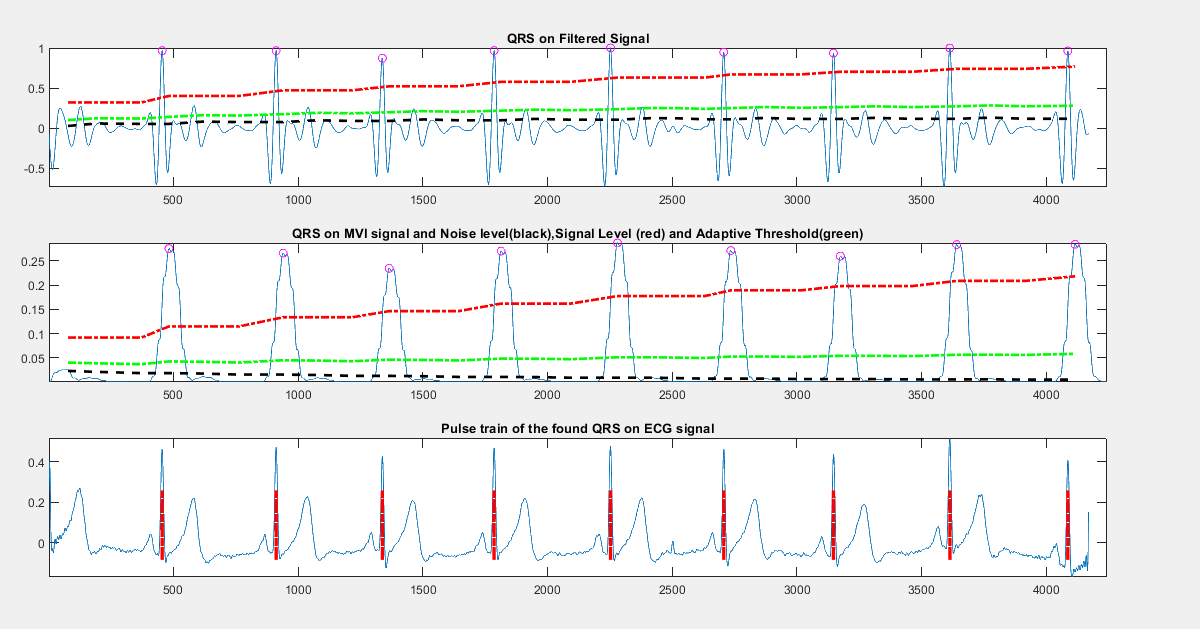 QRS on Filtered Signal
1
0.5
0
-0.5
500 1000 1500 2000 2500 3000 3500 4000
QRS on MVI signal and Noise level(black),Signal Level (red) and Adaptive Threshold(green)
0.25
0.2
0.15
0.1
0.05
500 1000 1500 2000 2500 3000 3500 4000
Pulse train of the found QRS on ECG signal
0.4
0.2
0
500 1000 1500 2000 2500 3000 3500 4000